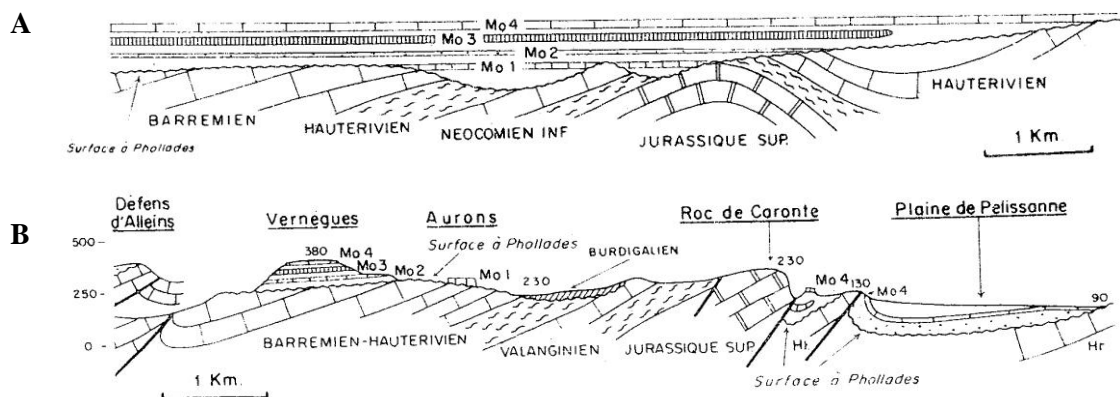 A
Mo 4
Mo 3
Mo 2
Mo 1
BARREMIEN
HAUTERIVIEN
NEOCOMIEN INF
JURASSIQUE SUP.
HAUTERIVIEN
Surface à Phollades
1 Km
B
Défens d'Alleins
Vernègues
Aurons
Roc de Caronte
Plaine de Pelissanne
Surface à Phollades
BURDIGALIEN
500
250
0
380
Mo 4
Mo 3
Mo 2
Mo 1
230
230
Mo 4
130
Mo 4
90
BARREMIEN-HAUTERIVIEN
VALANGINIEN
JURASSIQUE SUP.
Ht.
Hr
Surface à Phollades
1 Km.